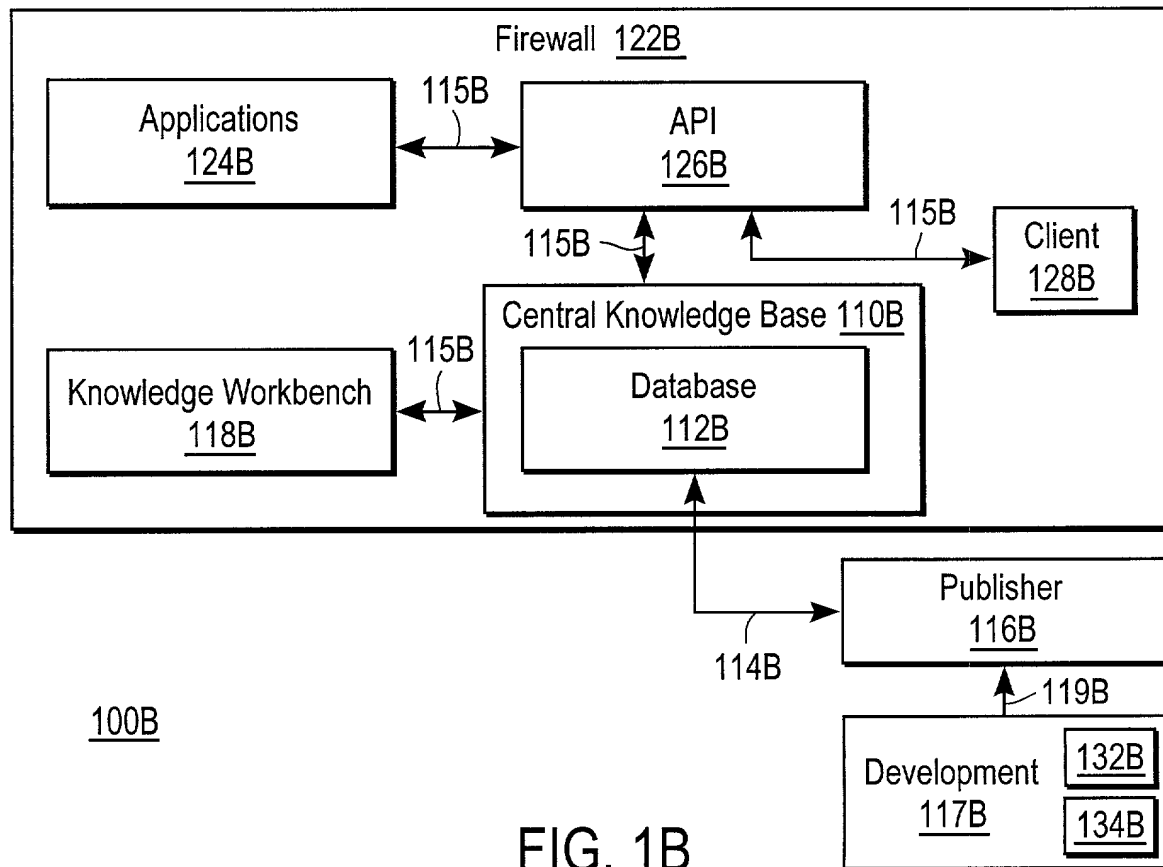 Firewall 122B
Applications
124B
115B
API
126B
115B
115B
Client
128B
Central Knowledge Base 110B
Knowledge Workbench
118B
115B
Database
112B
Publisher
116B
114B
119B
100B
Development
117B
132B
134B
FIG. 1B